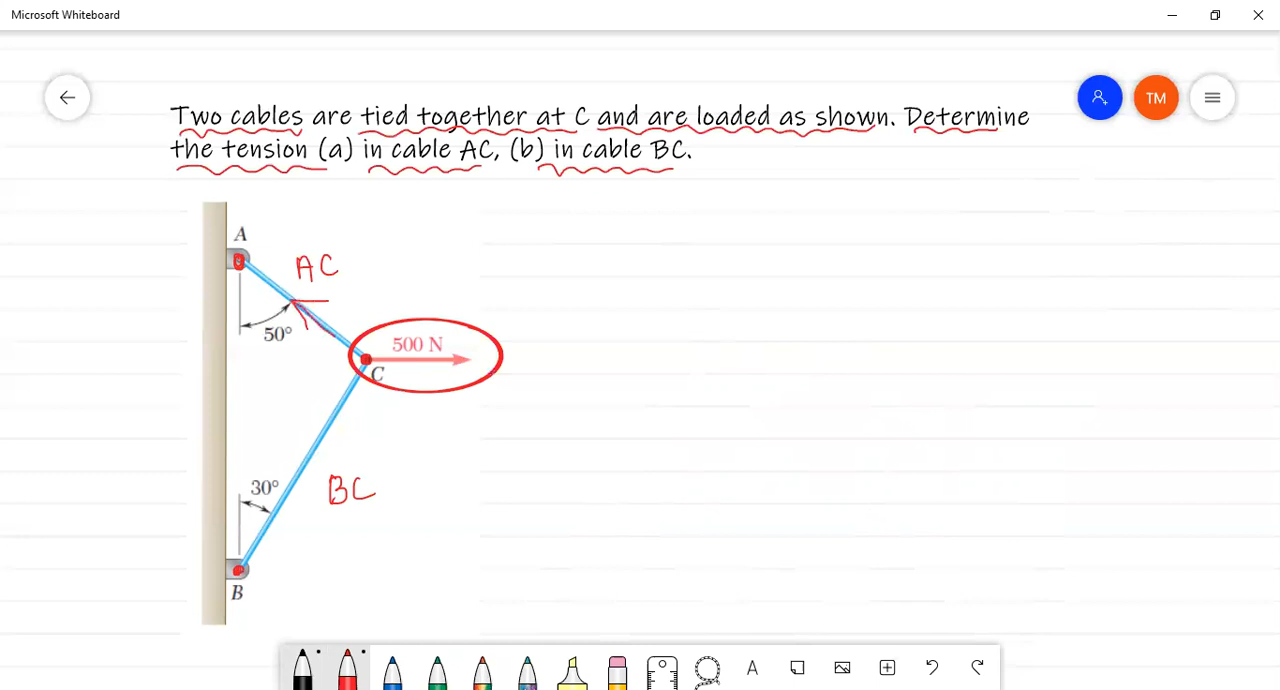 Microsoft Whiteboard
TM
Two cables are tied together at C and are loaded as shown. Determine
the tension (a) in cable AC, (b) in cable BC.
A
AC
50°
500 N
C
30°
BC
B
A